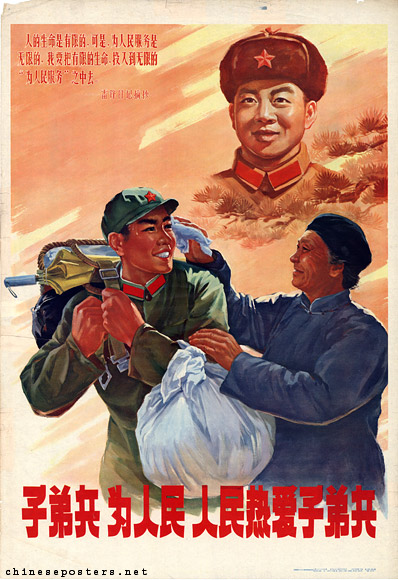 人的生命是有限的，可是，为人民服务是
无限的，我要把有限的生命，投入到无限的
“为人民服务”之中去。
雷锋日记摘抄
子弟兵 为人民 人民热爱子弟兵
chineseposters.net